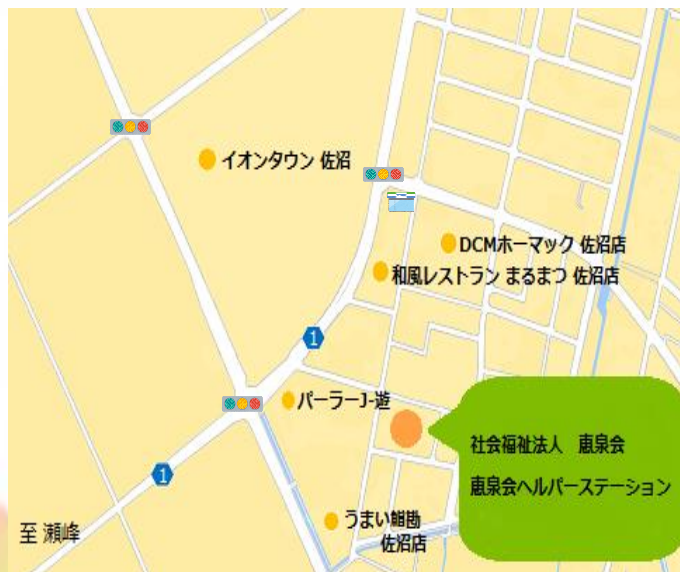 イオンタウン 佐沼
DCMホーマック 佐沼店
和風レストラン まるまつ 佐沼店
1
パーラーJ-遊
社会福祉法人 恵泉会
恵泉会ヘルパーステーション
1
うまい鮨勘
佐沼店
至 瀬峰